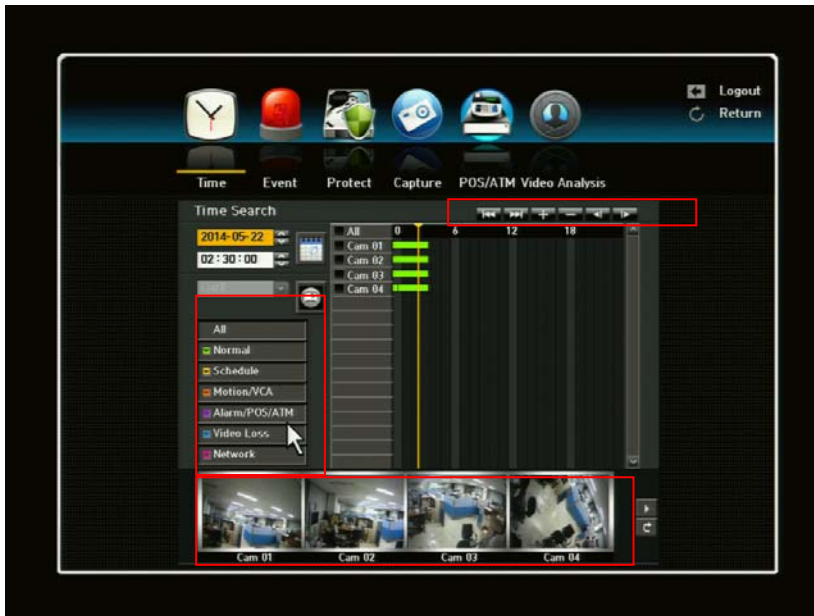 Logout
Return
Time Event Protect Capture POS/ATM Video Analysis
Time Search
2014-05-22
02:30:00
All 0 6 12 18
Cam 01
Cam 02
Cam 03
Cam 04
All
Normal
Schedule
Motion/VCA
Alarm/POS/ATM
Video Loss
Network
Cam 01 Cam 02 Cam 03 Cam 04